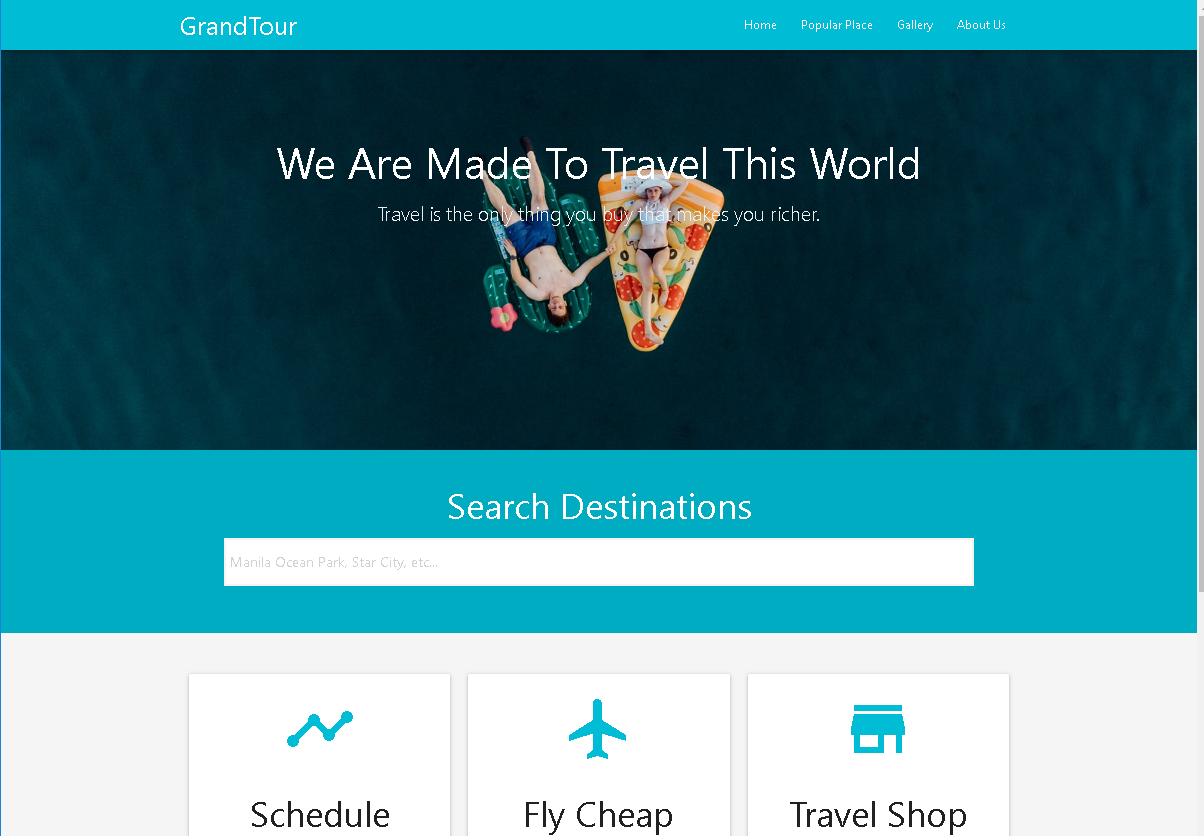 GrandTour
Home Popular Place Gallery About Us
We Are Made To Travel This World
Travel is the only thing you buy that makes you richer.
Search Destinations
Manila Ocean Park, Star City, etc...
Schedule Fly Cheap Travel Shop